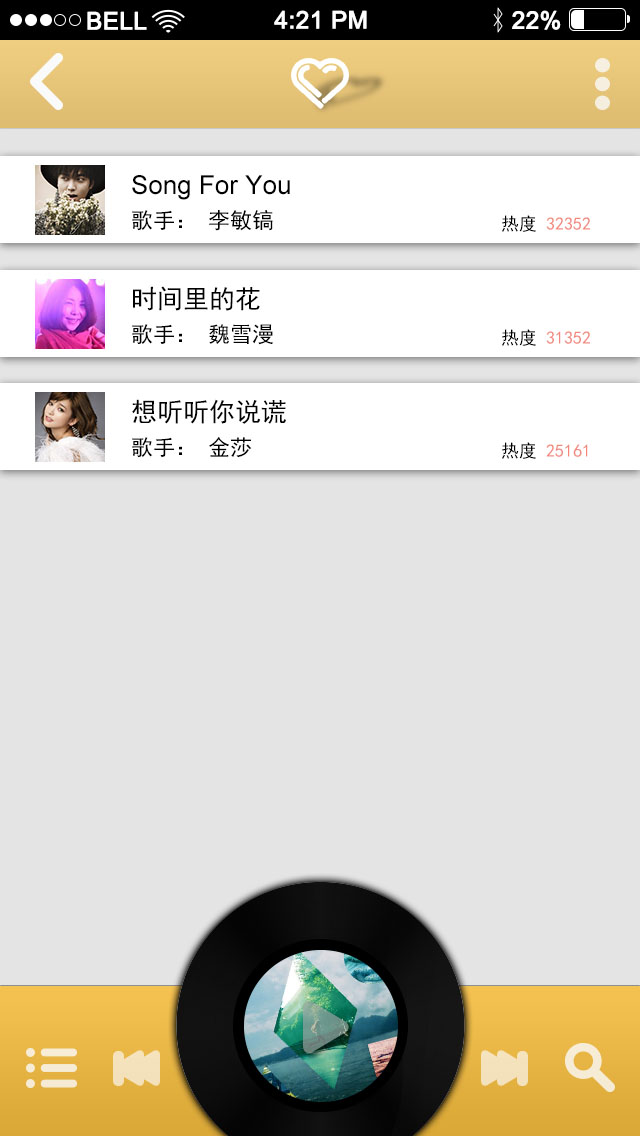 BELL 4:21 PM 22%
Song For You
歌手： 李敏镐 热度 32352
时间里的花
歌手： 魏雪漫 热度 31352
想听听你说谎
歌手： 金莎 热度 25161